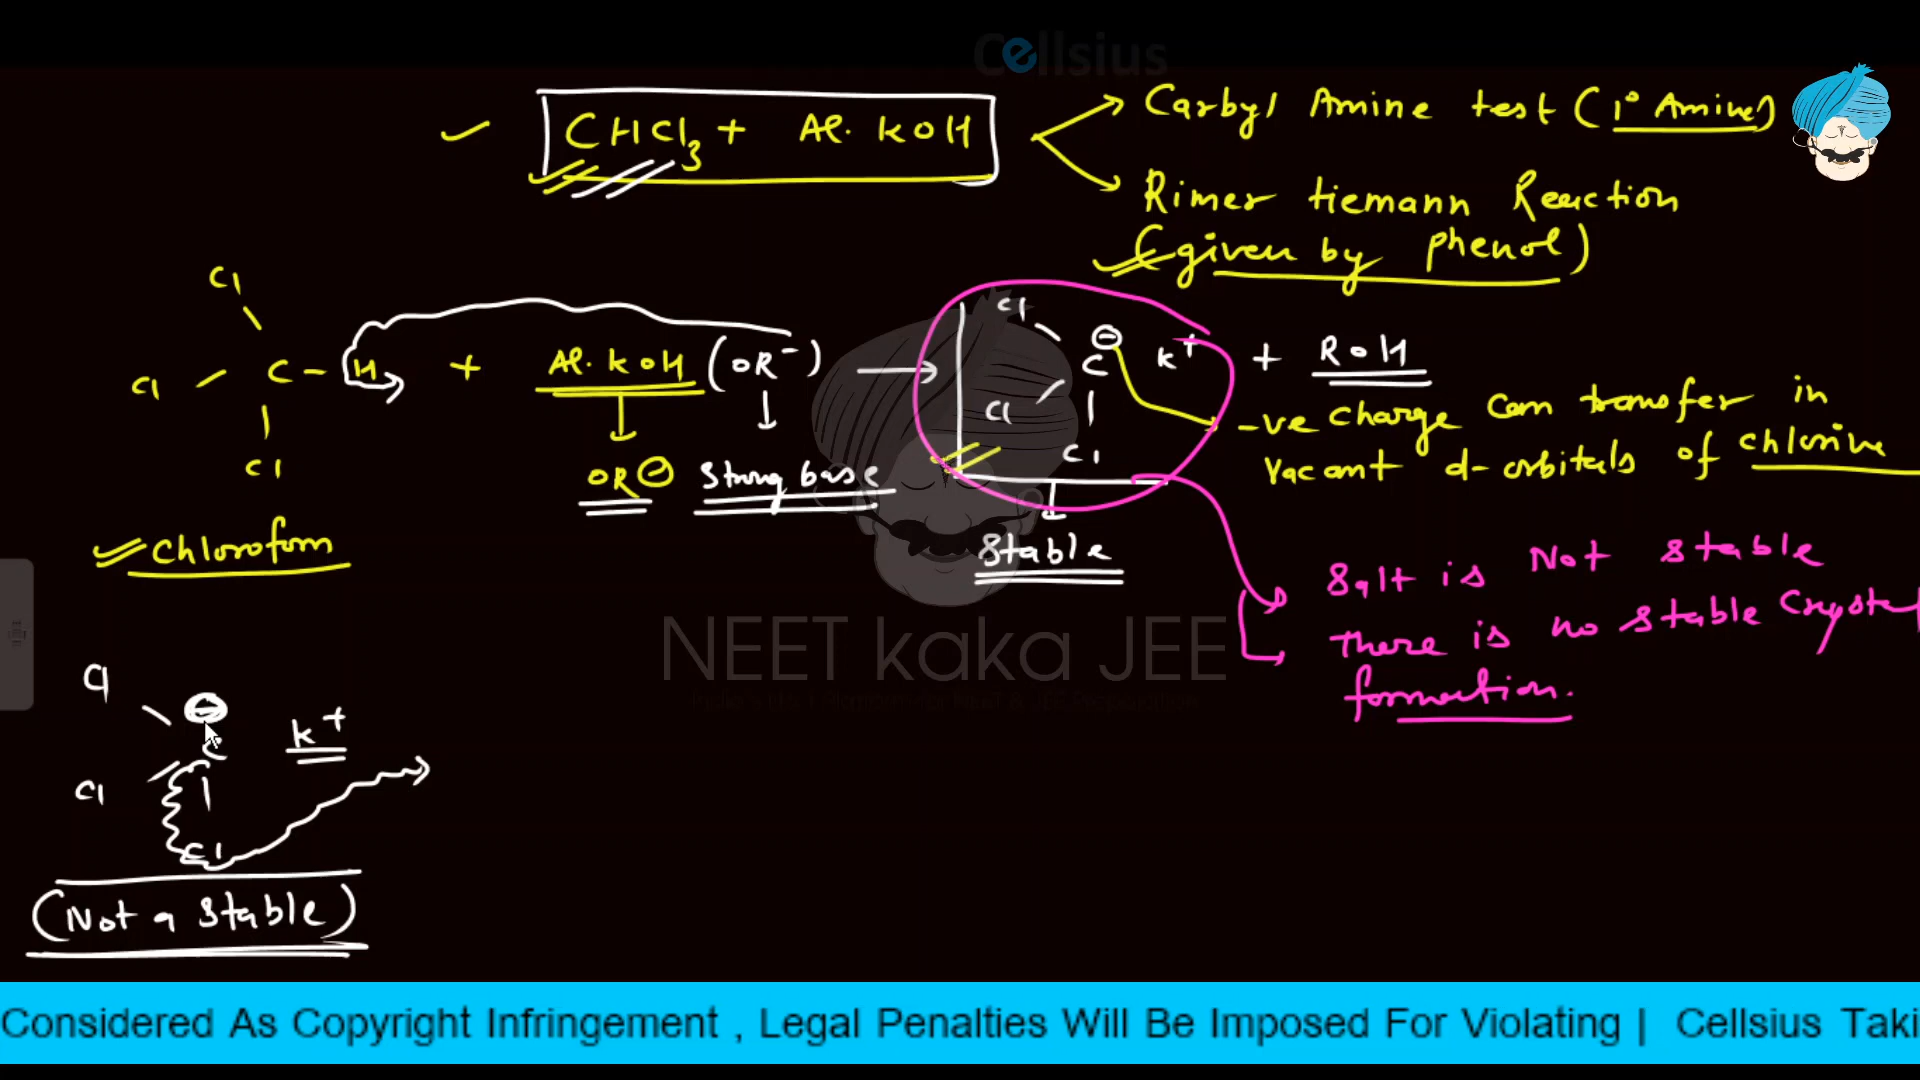 Cellsius
CHCl3 + Al. KOH
Carbyl Amine test (1° Amine)
Rimer tiemann Reaction
(given by phenol)
Cl
Cl – C – H + Al. KOH (OR–) → Cl Cl C Cl ⊖ K+ + ROH
Cl
OR⊖ Strong base
Chloroform
Stable
-ve charge Can transfer in
vacant d-orbitals of chlorine
Salt is Not stable
There is no stable Crystal
formation.
NEET kaka JEE
Cl
⊖
C K+
Cl
Cl
(Not a Stable)
Considered As Copyright Infringement , Legal Penalties Will Be Imposed For Violating | Cellsius Taki